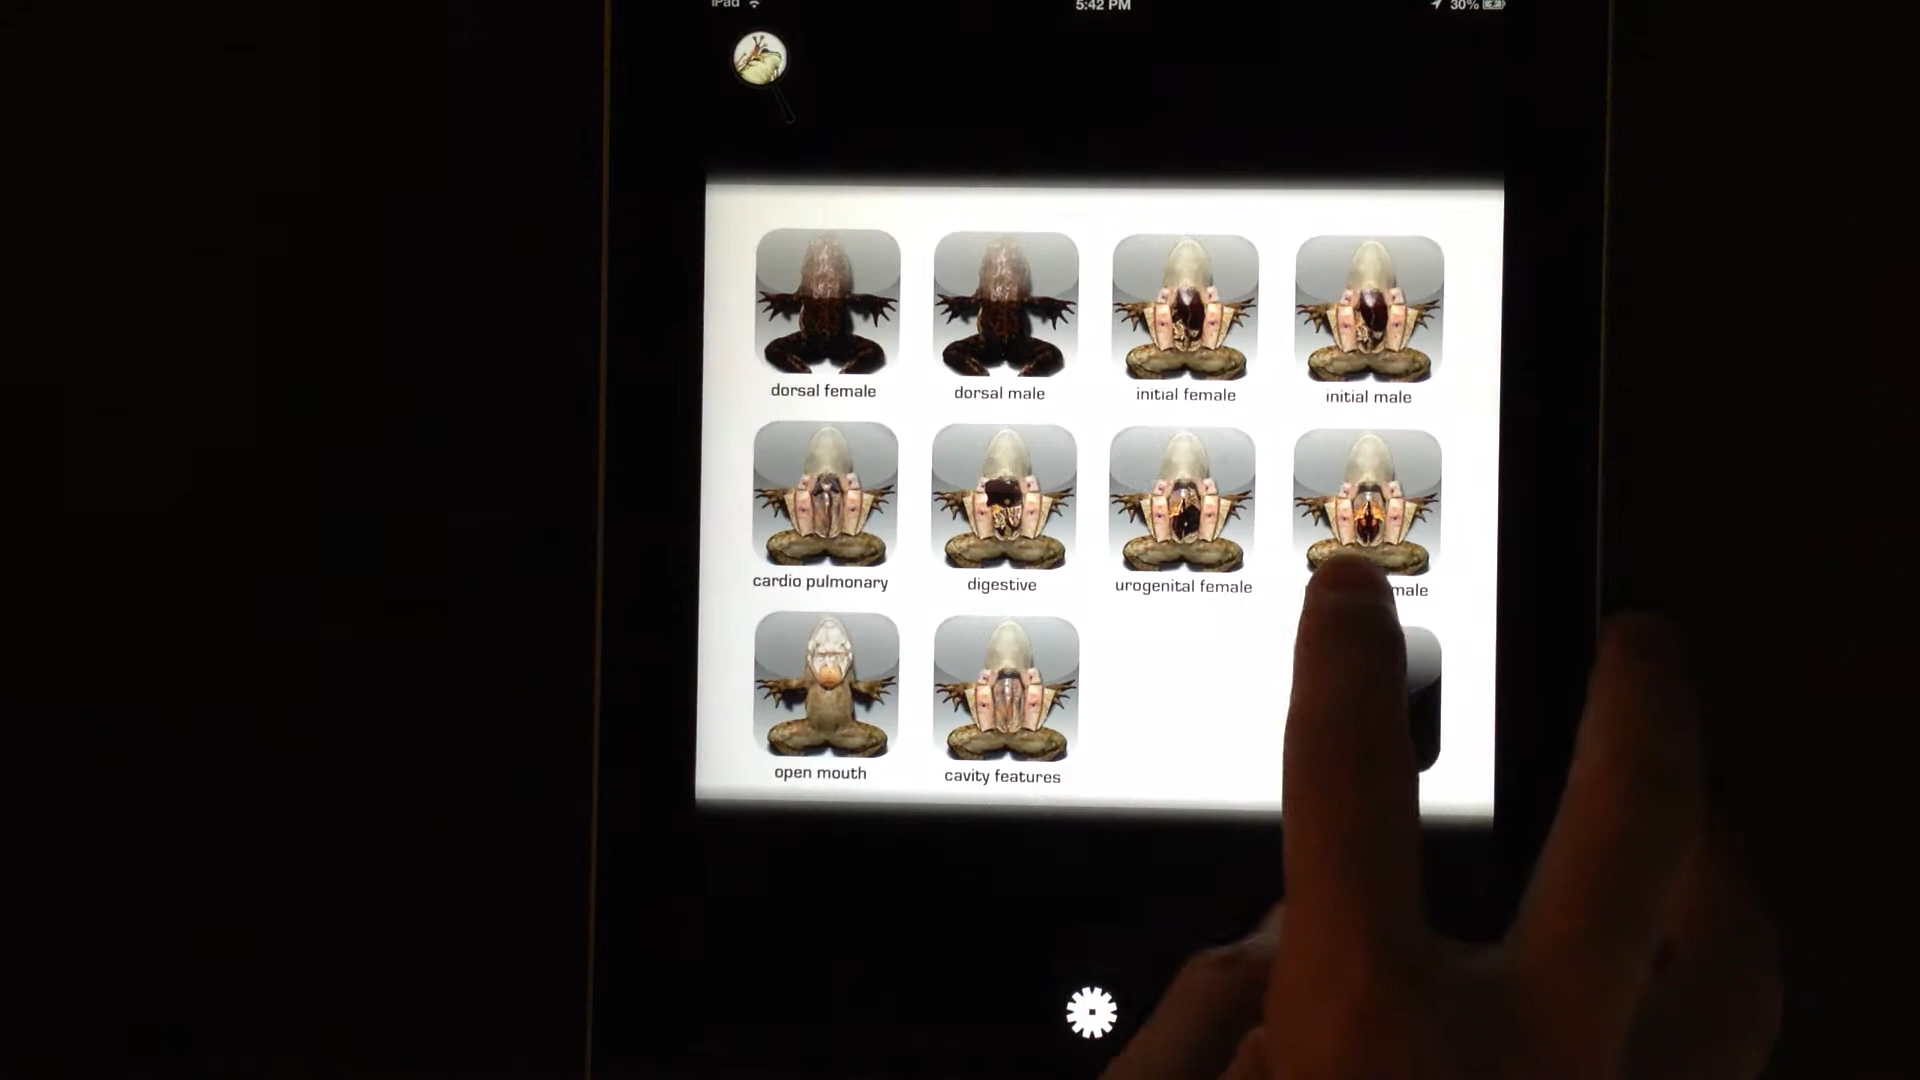 iPad 5:42 PM 30%
dorsal female dorsal male initial female initial male
cardio pulmonary digestive urogenital female male
open mouth cavity features